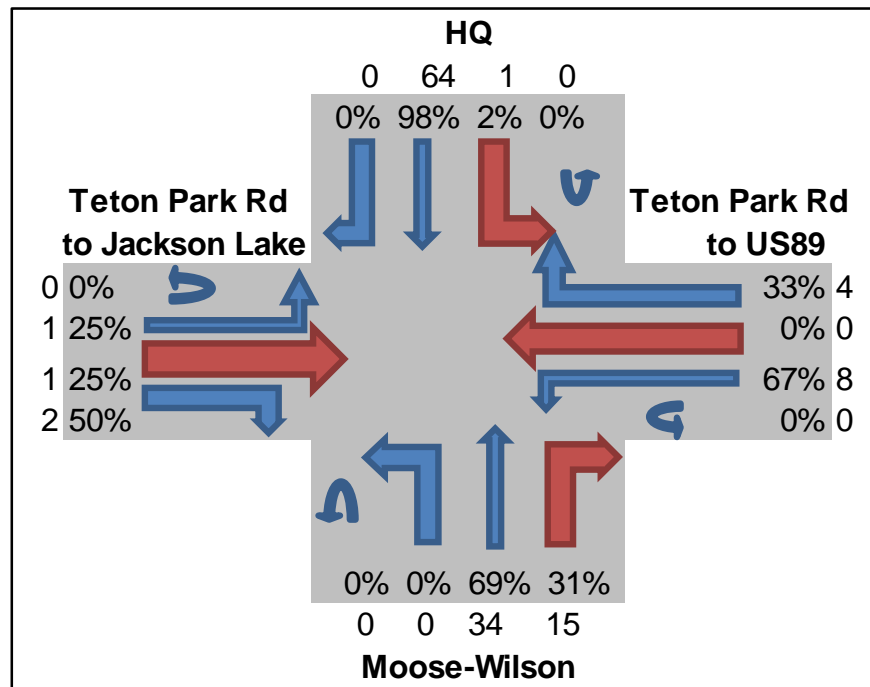 HQ
0 64 1 0
0% 98% 2% 0%
Teton Park Rd
to Jackson Lake
Teton Park Rd
to US89
0 0%
1 25%
1 25%
2 50%
33% 4
0% 0
67% 8
0% 0
0% 0% 69% 31%
0 0 34 15
Moose-Wilson